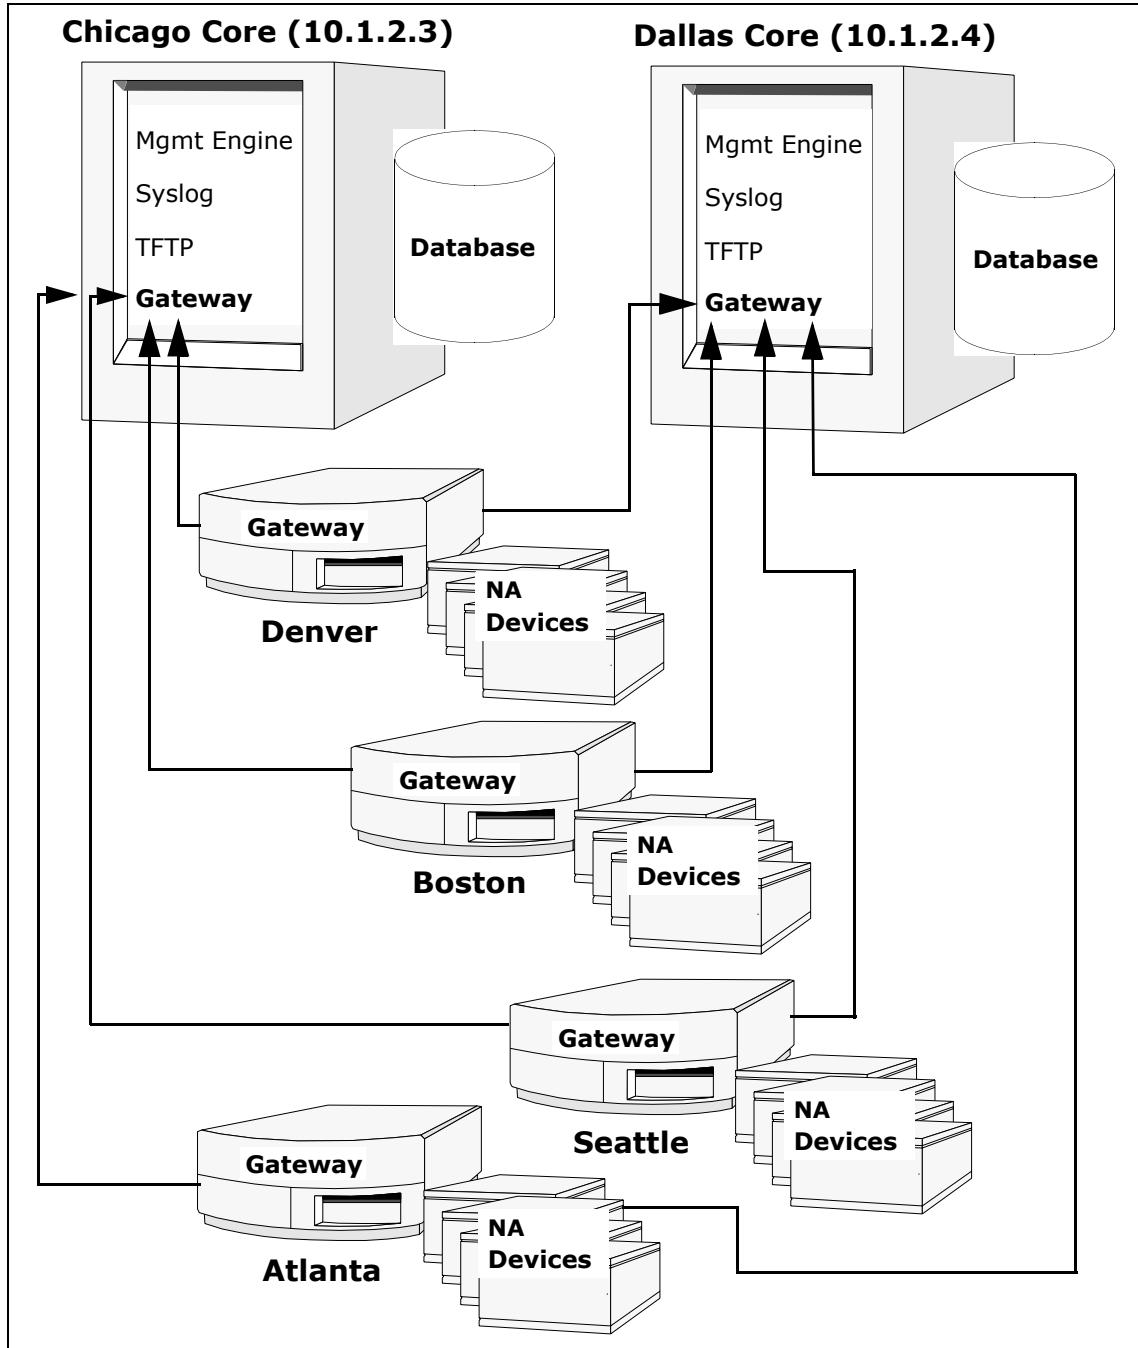 Chicago Core (10.1.2.3)
Dallas Core (10.1.2.4)
Mgmt Engine
Syslog
TFTP
Gateway
Database
Mgmt Engine
Syslog
TFTP
Gateway
Database
Gateway
Denver
NA
Devices
Gateway
Boston
NA
Devices
Gateway
Seattle
NA
Devices
Gateway
Atlanta
NA
Devices